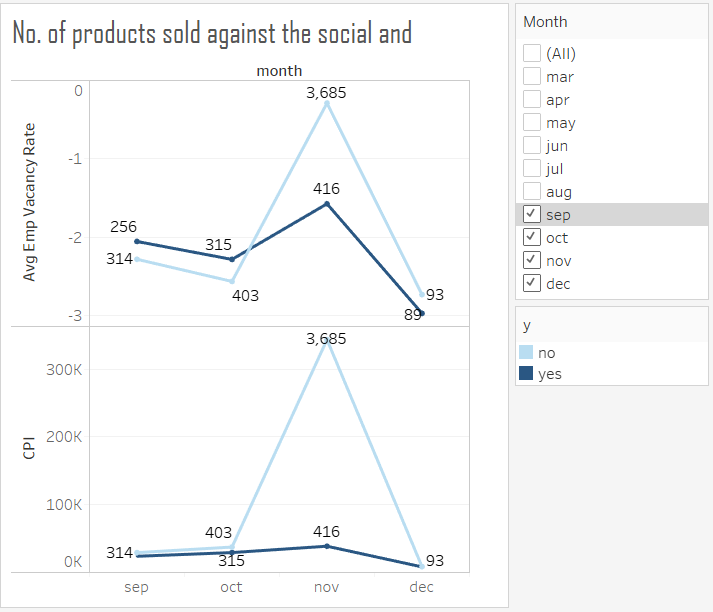 No. of products sold against the social and
month
Avg Emp Vacancy Rate
0
-1
-2
-3
3,685
416
256
315
314
403
93
89
CPI
300K
200K
100K
0K
3,685
403
416
314
315
93
sep oct nov dec
Month
(All)
mar
apr
may
jun
jul
aug
sep
oct
nov
dec
y
no
yes